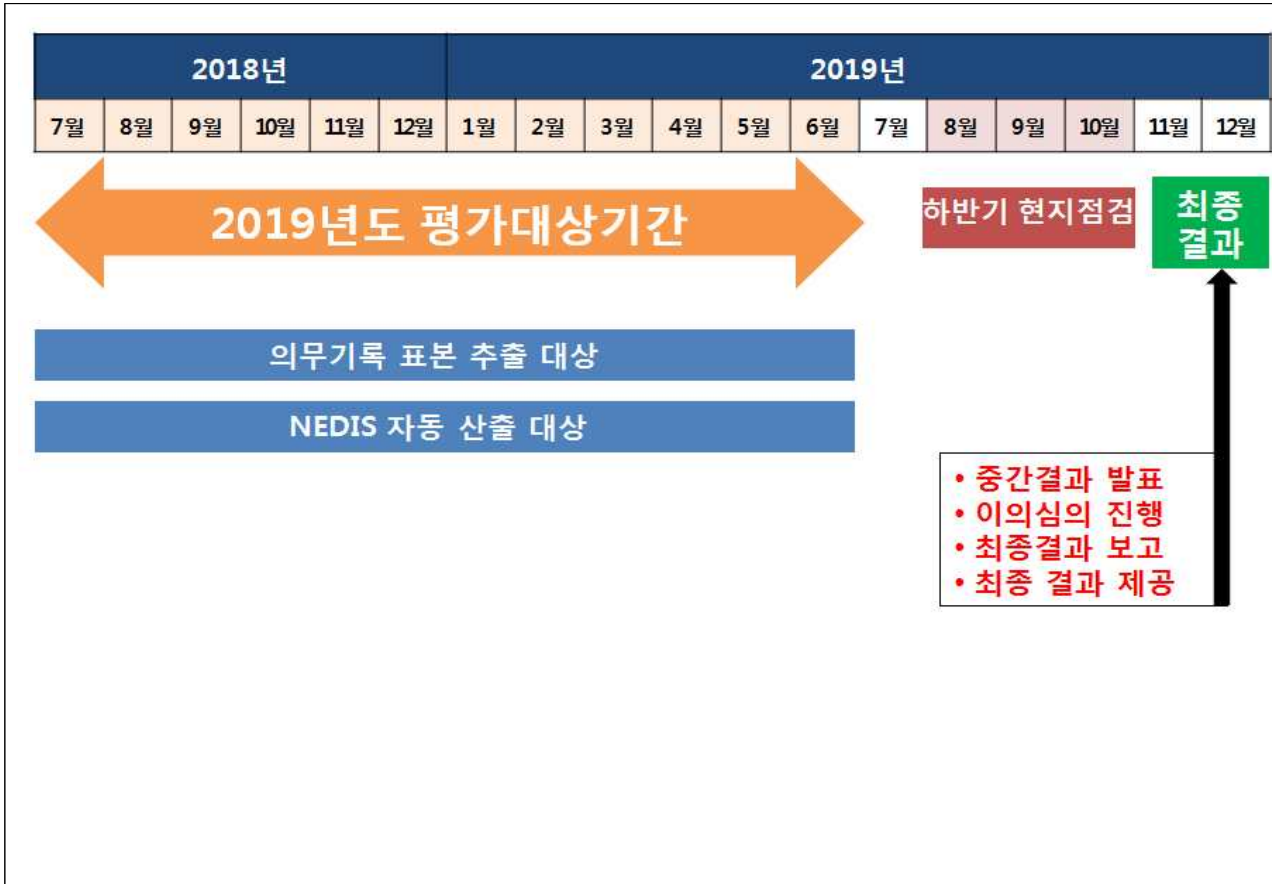 2018년 2019년
7월 8월 9월 10월 11월 12월 1월 2월 3월 4월 5월 6월 7월 8월 9월 10월 11월 12월
2019년도 평가대상기간
하반기 현지점검
최종
결과
의무기록 표본 추출 대상
NEDIS 자동 산출 대상
• 중간결과 발표
• 이의심의 진행
• 최종결과 보고
• 최종 결과 제공